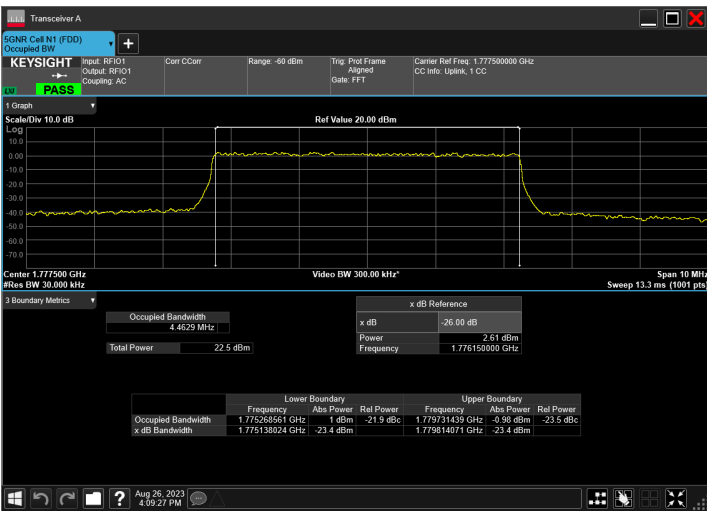 Transceiver A
5GNR Cell N1 (FDD)
Occupied BW
KEYSIGHT
LXI
PASS
Input: RFIO1
Output: RFIO1
Coupling: AC
Corr CCorr
Range: -60 dBm
Trig: Prot Frame
Aligned
Gate: FFT
Carrier Ref Freq: 1.777500000 GHz
CC Info: Uplink, 1 CC
1 Graph
Scale/Div 10.0 dB
Ref Value 20.00 dBm
Log
10.0
0.00
-10.0
-20.0
-30.0
-40.0
-50.0
-60.0
-70.0
Center 1.777500 GHz
#Res BW 30.000 kHz
Video BW 300.00 kHz*
Span 10 MHz
Sweep 13.3 ms (1001 pts)
3 Boundary Metrics
Occupied Bandwidth
4.4629 MHz
Total Power 22.5 dBm
x dB Reference
x dB -26.00 dB
Power 2.61 dBm
Frequency 1.776150000 GHz
Lower Boundary Upper Boundary
Frequency Abs Power Rel Power Frequency Abs Power Rel Power
Occupied Bandwidth 1.775268561 GHz 1 dBm -21.9 dBc 1.779731439 GHz -0.98 dBm -23.5 dBc
x dB Bandwidth 1.775138024 GHz -23.4 dBm 1.779814071 GHz -23.4 dBm
?
Aug 26, 2023
4:09:27 PM